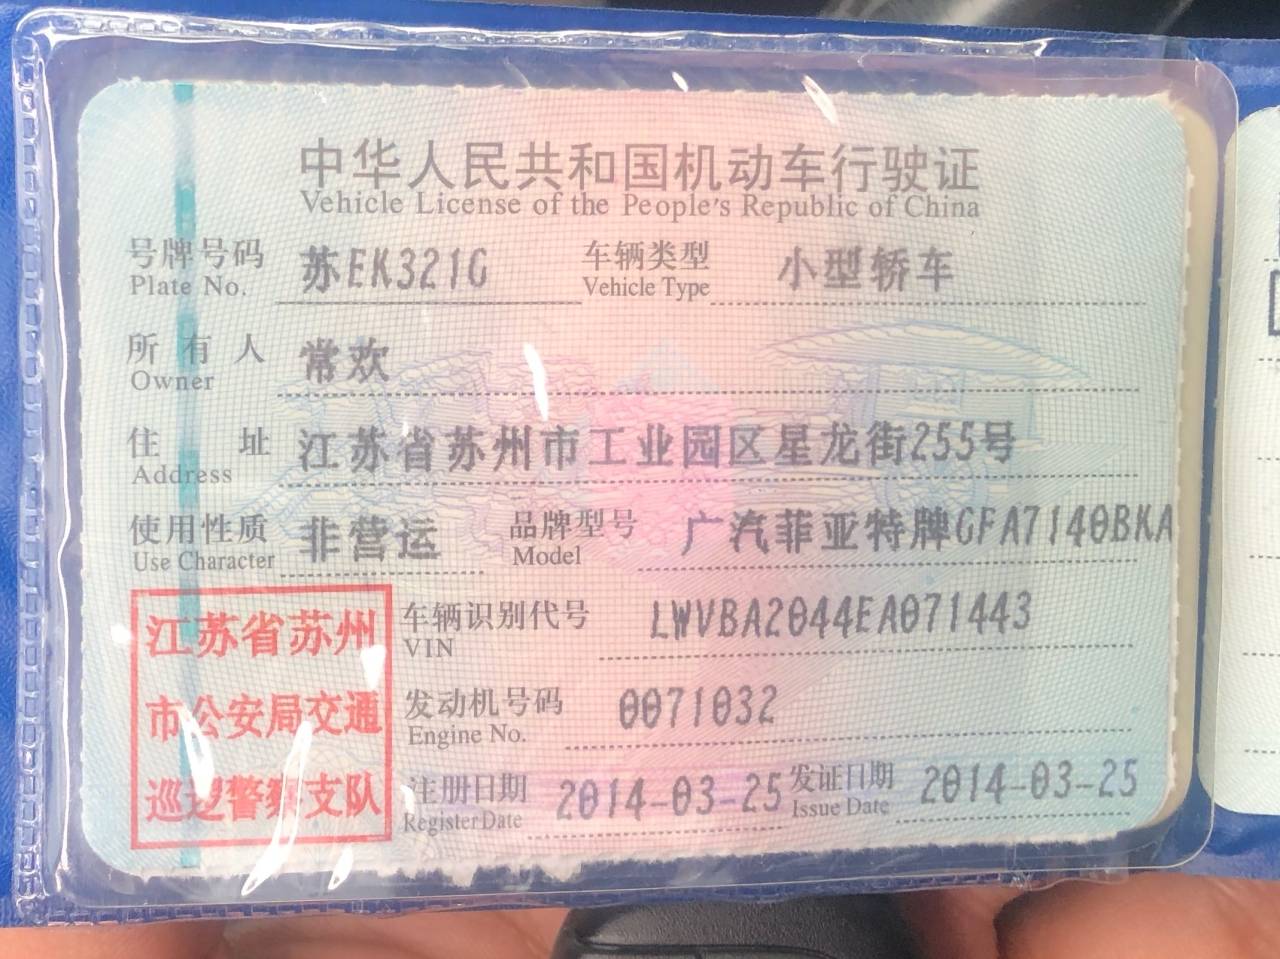 中华人民共和国机动车行驶证
Vehicle License of the People's Republic of China
号牌号码 苏EK321G 车辆类型 小型轿车
Plate No. Vehicle Type
所有人 常欢
Owner
住址 江苏省苏州市工业园区星龙街255号
Address
使用性质 非营运 品牌型号 广汽菲亚特牌GFA7140BKA
Use Character Model
江苏省苏州
市公安局交通
巡逻警察支队
车辆识别代号 LWVBA2044EA071443
VIN
发动机号码 0071032
Engine No.
注册日期 2014-03-25 发证日期 2014-03-25
Register Date Issue Date